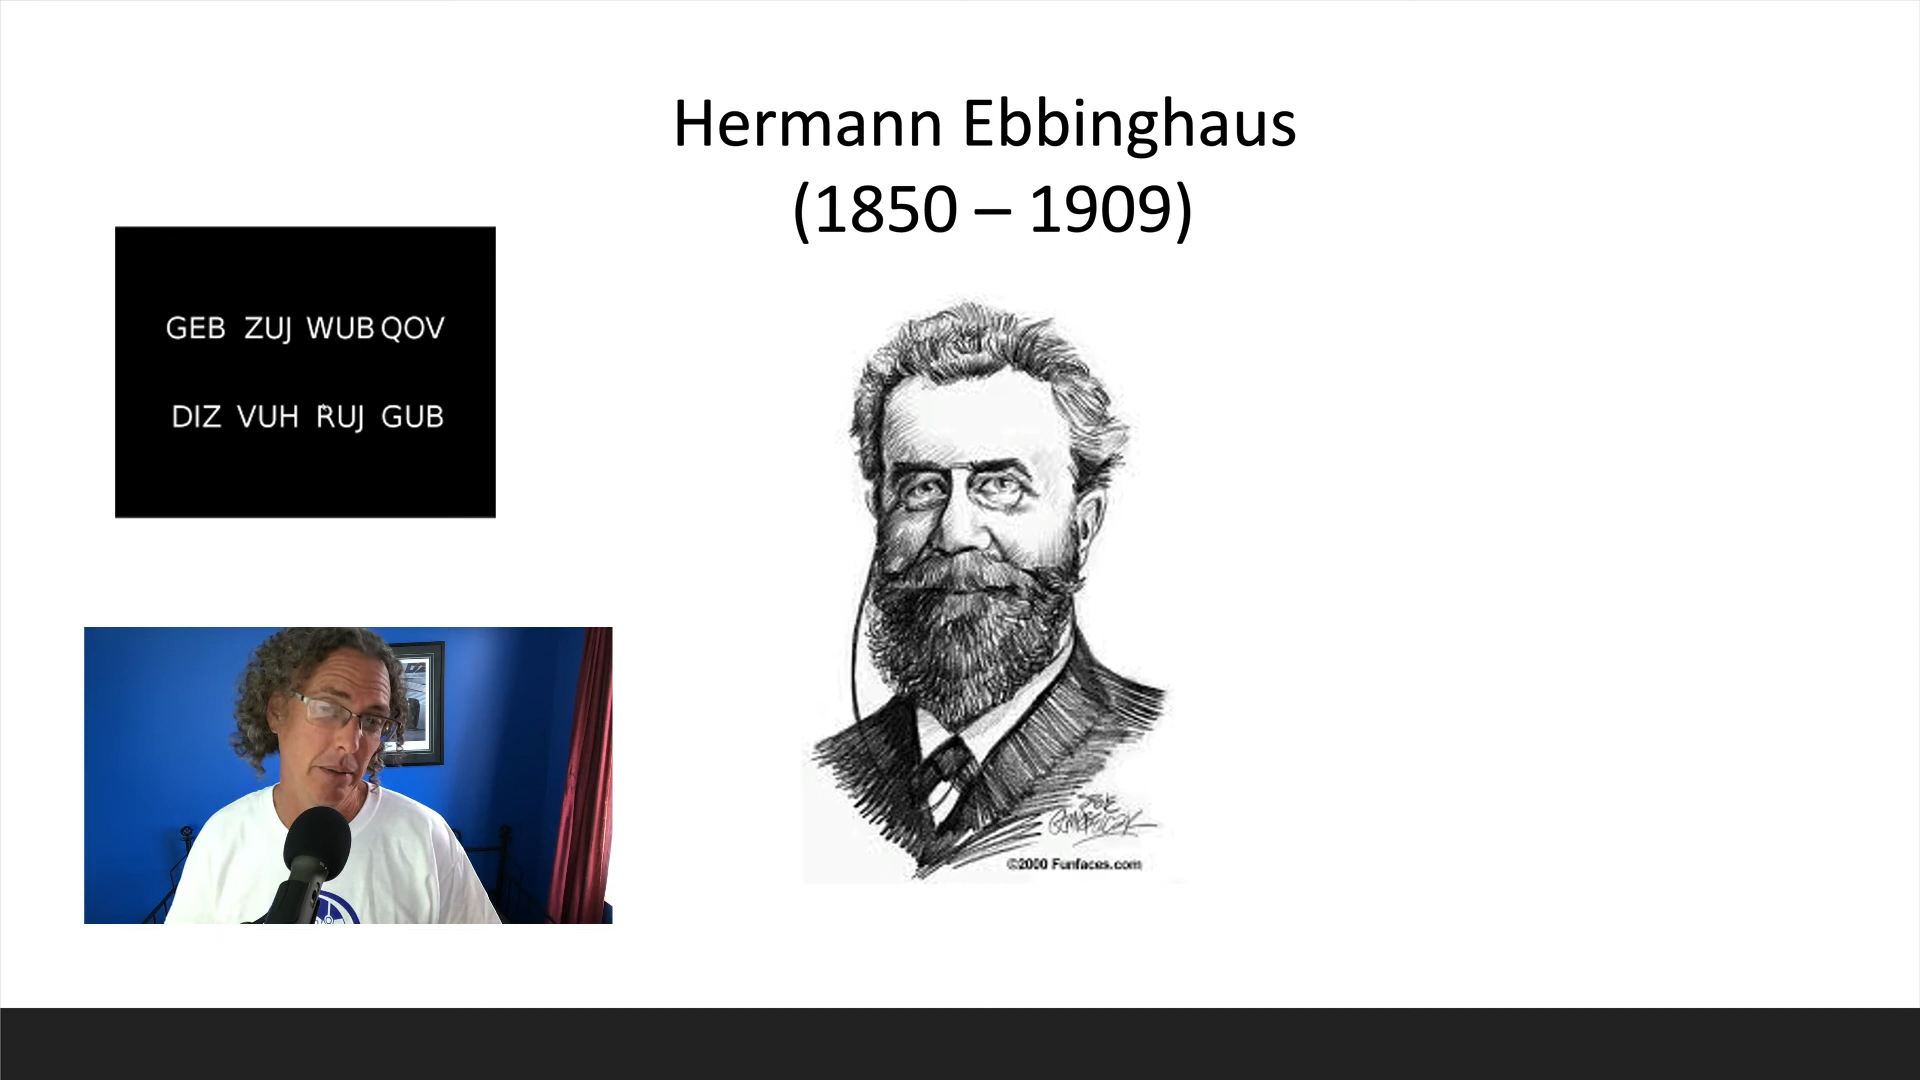 Hermann Ebbinghaus
(1850 – 1909)
GEB ZUJ WUB QOV
DIZ VUH RUJ GUB
©2000 Funfaces.com